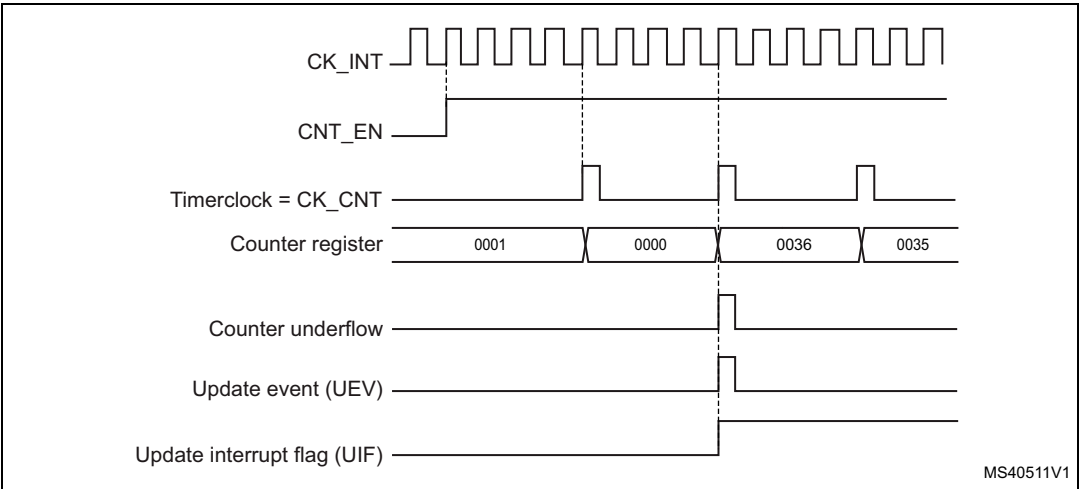 CK_INT
CNT_EN
Timerclock = CK_CNT
Counter register 0001 0000 0036 0035
Counter underflow
Update event (UEV)
Update interrupt flag (UIF)
MS40511V1